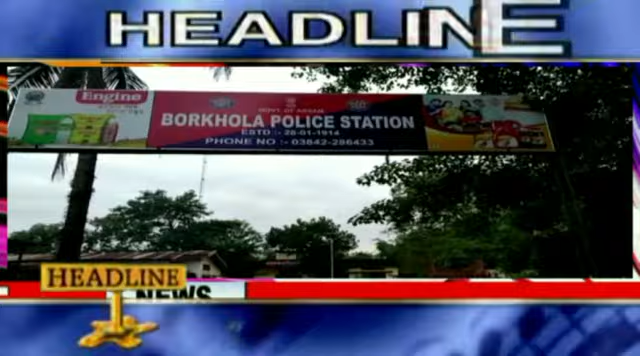 HEADLINE
Engine
GOVT. OF ASSAM
BORKHOLA POLICE STATION
ESTD :- 28-01-1914
PHONE NO :- 03842-286433
HEADLINE
NEWS